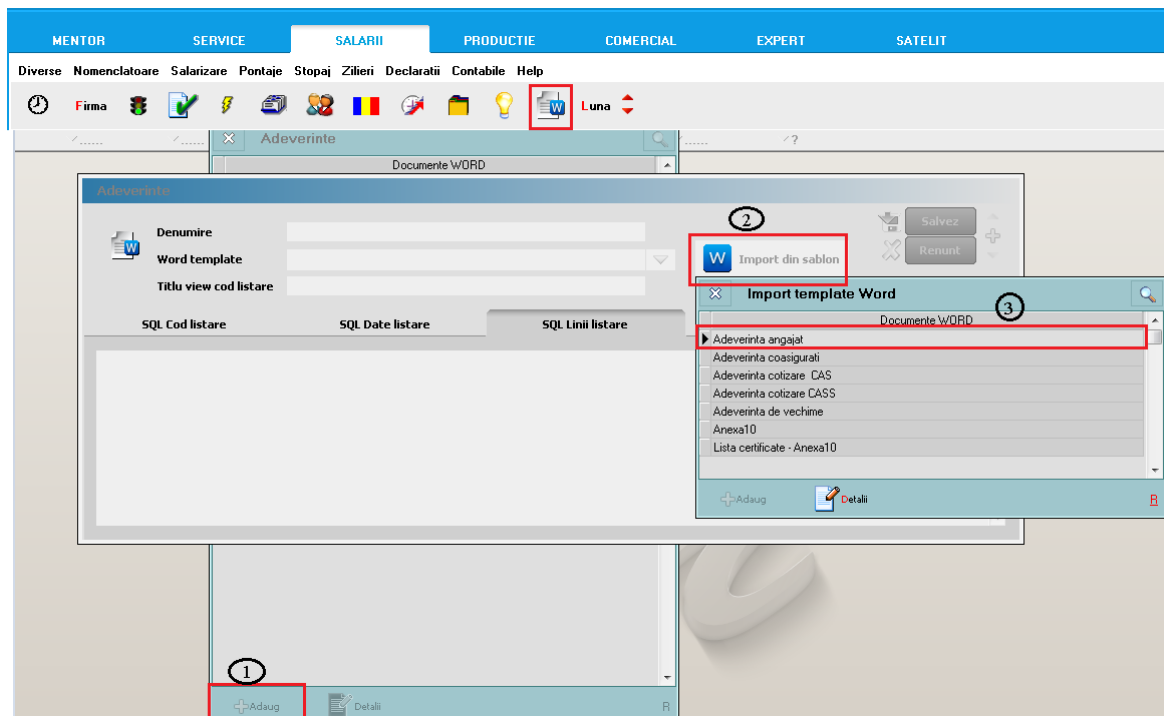 MENTOR SERVICE SALARII PRODUCTIE COMERCIAL EXPERT SATELIT
Diverse Nomenclatoare Salarizare Pontaje Stopaj Zilieri Declaratii Contabile Help
Firma W Luna
...... ...... Adeverinte ...... ?
Documente WORD
Adeverinte
Denumire
2
Salvez
W
Word template
W Import din sablon
Renunt
Titlu view cod listare
Import template Word
3
SQL Cod listare SQL Date listare SQL Linii listare
Documente WORD
Adeverinta angajat
Adeverinta coasigurati
Adeverinta cotizare CAS
Adeverinta cotizare CASS
Adeverinta de vechime
Anexa10
Lista certificate - Anexa10
Adaug Detalii R
1
Adaug Detalii R